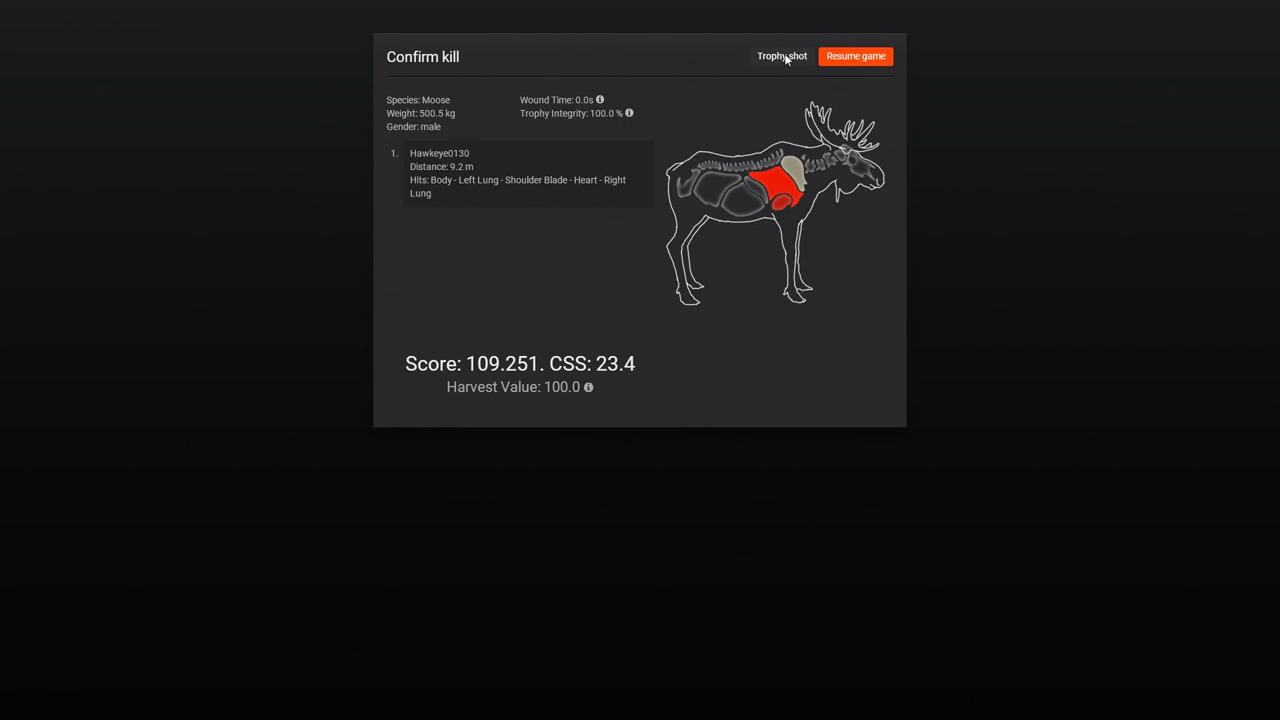 Confirm kill
Trophy shot
Resume game
Species: Moose
Weight: 500.5 kg
Gender: male
Wound Time: 0.0s
Trophy Integrity: 100.0 %
1.
Hawkeye0130
Distance: 9.2 m
Hits: Body - Left Lung - Shoulder Blade - Heart - Right
Lung
Score: 109.251. CSS: 23.4
Harvest Value: 100.0